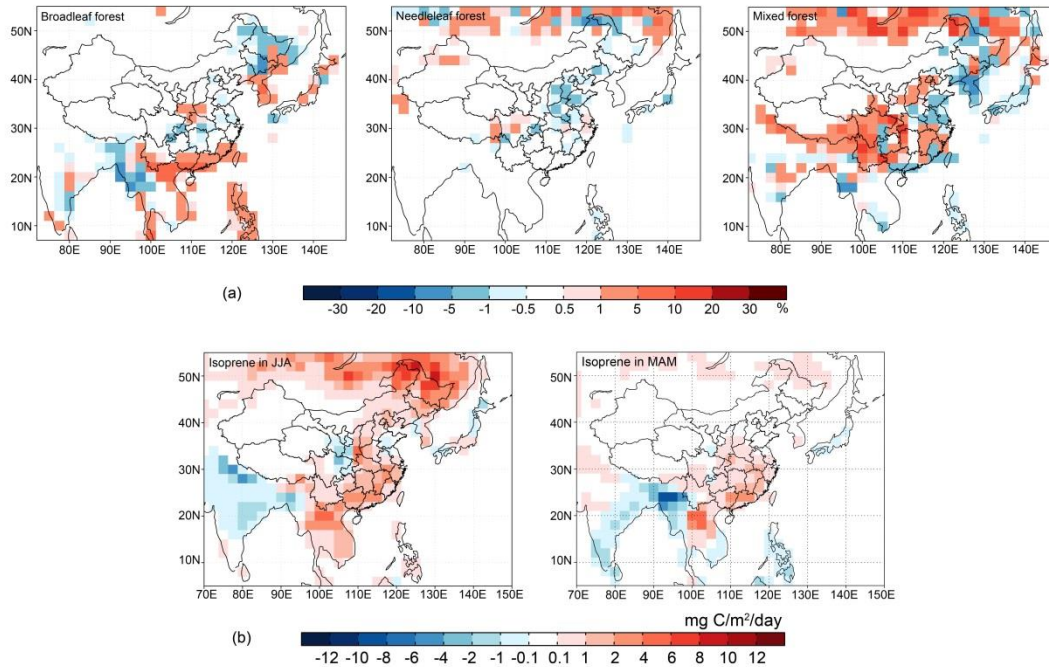 Broadleaf forest
Needleleaf forest
Mixed forest
50N 40N 30N 20N 10N
50N 40N 30N 20N 10N
50N 40N 30N 20N 10N
80E 90E 100E 110E 120E 130E 140E
80E 90E 100E 110E 120E 130E 140E
80E 90E 100E 110E 120E 130E 140E
(a)
-30 -20 -10 -5 -1 -0.5 0.5 1 5 10 20 30 %
Isoprene in JJA
Isoprene in MAM
50N 40N 30N 20N 10N
50N 40N 30N 20N 10N
70E 80E 90E 100E 110E 120E 130E 140E 150E
70E 80E 90E 100E 110E 120E 130E 140E 150E
mg C/m²/day
(b)
-12 -10 -8 -6 -4 -2 -1 -0.1 0.1 1 2 4 6 8 10 12